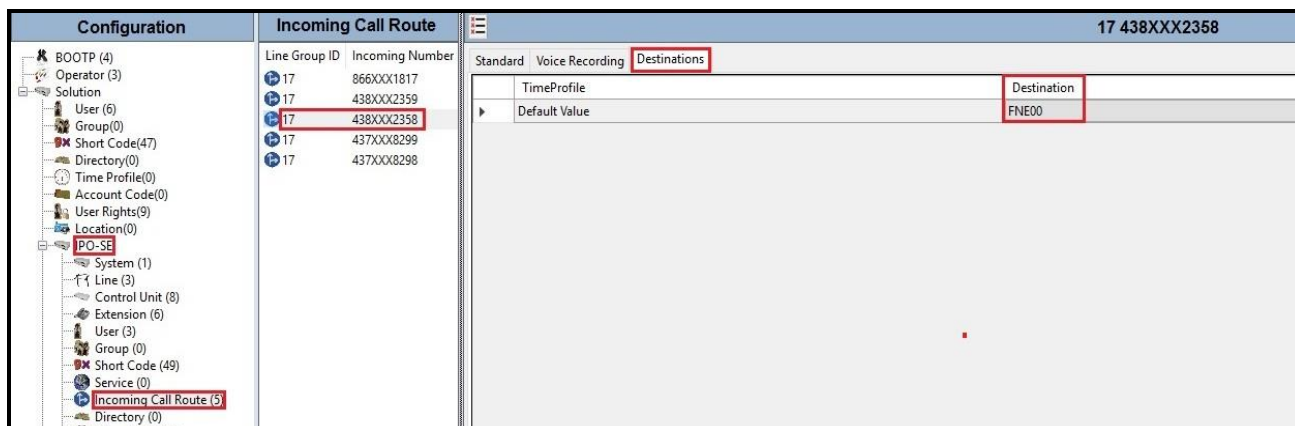 Configuration
BOOTP (4)
Operator (3)
Solution
User (6)
Group(0)
Short Code(47)
Directory(0)
Time Profile(0)
Account Code(0)
User Rights(9)
Location(0)
IPO-SE
System (1)
Line (3)
Control Unit (8)
Extension (6)
User (3)
Group (0)
Short Code (49)
Service (0)
Incoming Call Route (5)
Directory (0)
Incoming Call Route
Line Group ID Incoming Number
17 866XXX1817
17 438XXX2359
17 438XXX2358
17 437XXX8299
17 437XXX8298
17 438XXX2358
Standard Voice Recording Destinations
TimeProfile Destination
Default Value FNE00